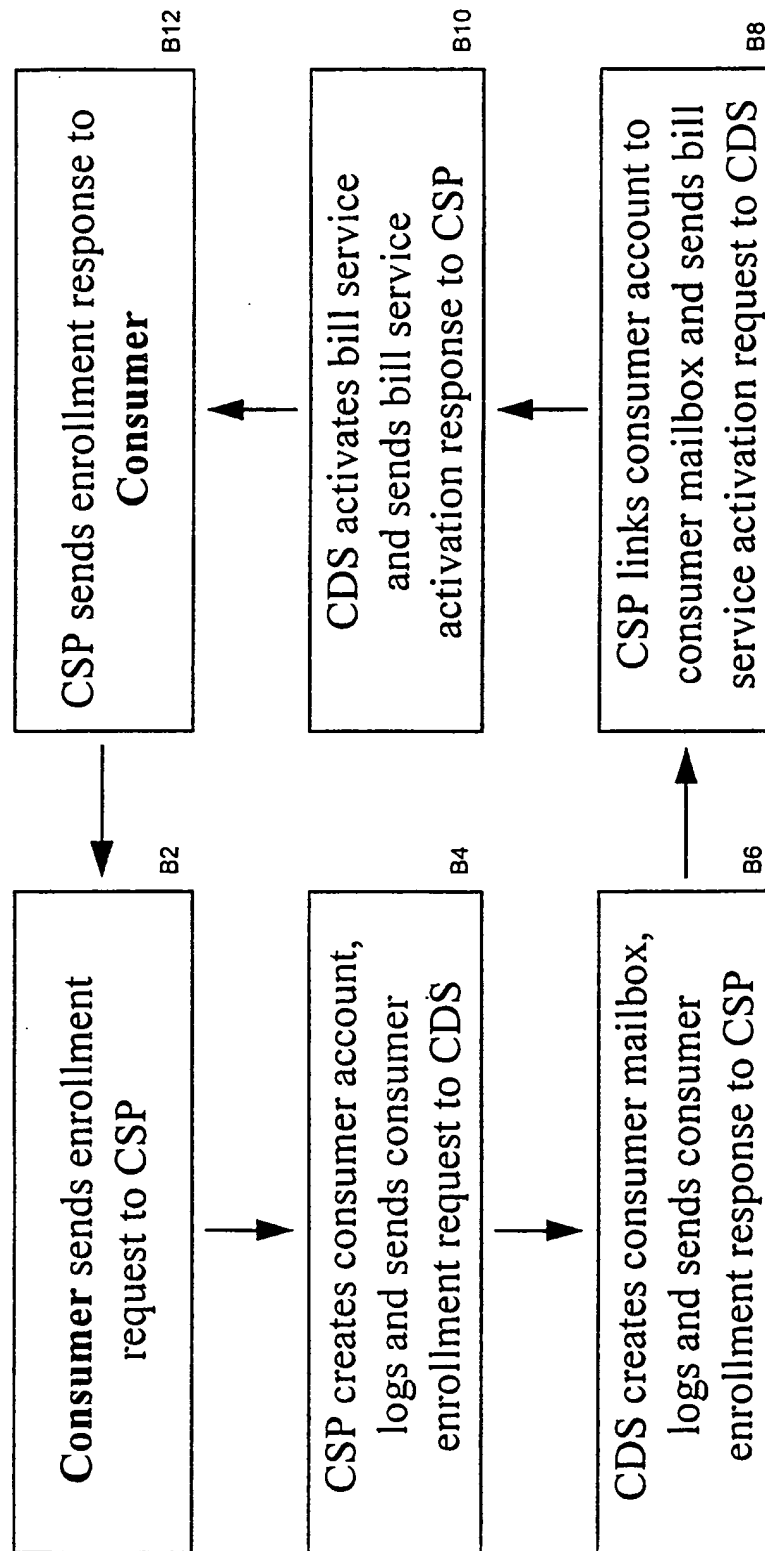 Consumer sends enrollment
request to CSP
B2
CSP creates consumer account,
logs and sends consumer
enrollment request to CDS
B4
CDS creates consumer mailbox,
logs and sends consumer
enrollment response to CSP
B6
CSP links consumer account to
consumer mailbox and sends bill
service activation request to CDS
B8
CDS activates bill service
and sends bill service
activation response to CSP
B10
CSP sends enrollment response to
Consumer
B12